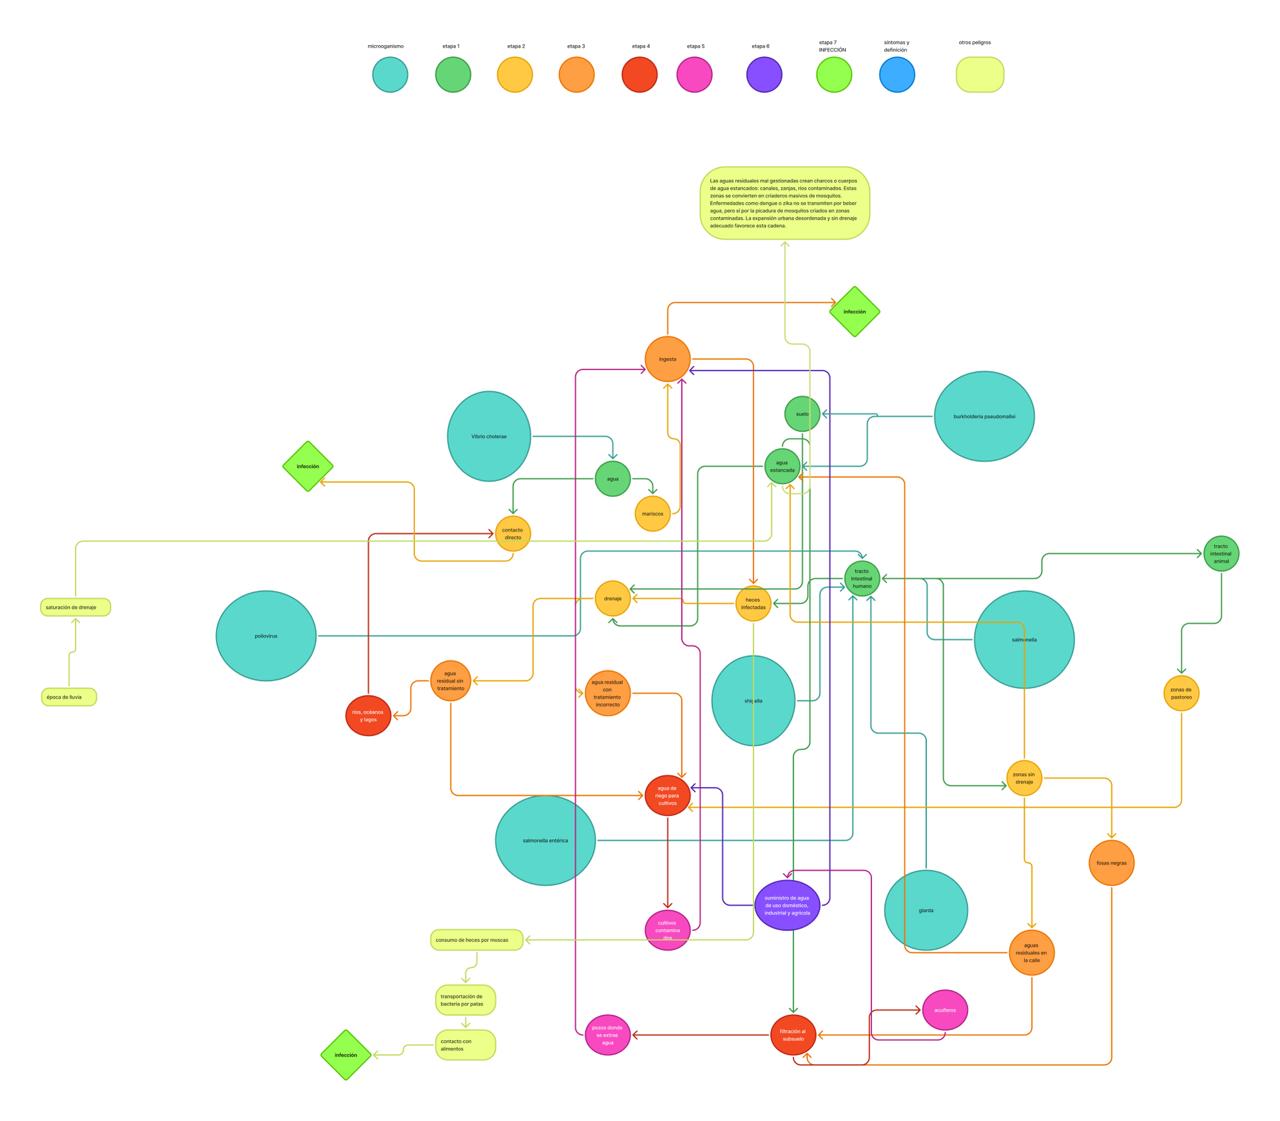 microoganismo
etapa 1
etapa 2
etapa 3
etapa 4
etapa 5
etapa 6
etapa 7
INFECCIÓN
síntomas y
definición
otros peligros
Las aguas residuales mal gestionadas crean charcos o cuerpos
de agua estancados: canales, zanjas, ríos contaminados. Estas
zonas se convierten en criaderos masivos de mosquitos.
Enfermedades como dengue o zika no se transmiten por beber
agua, pero sí por la picadura de mosquitos criados en zonas
contaminadas. La expansión urbana desordenada y sin drenaje
adecuado favorece esta cadena.
infección
ingesta
suelo
burkholderia pseudomallxi
Vibrio cholerae
infección
agua
estancada
agua
mariscos
contacto
directo
tracto
intestinal
animal
tracto
intestinal
humano
drenaje
heces
infectadas
saturación de drenaje
poliovirus
salmonella
agua
residual sin
tratamiento
agua residual
con
tratamiento
incorrecto
época de lluvia
zonas de
pastoreo
shigella
ríos, océanos
y lagos
zonas sin
drenaje
agua de
riego para
cultivos
salmonella entérica
fosas negras
suministro de agua
de uso doméstico,
industrial y agrícola
giarda
cultivos
contamina
dos
consumo de heces por moscas
aguas
residuales en
la calle
transportación de
bacteria por patas
acuíferos
pozos donde
se extrae
agua
filtración al
subsuelo
contacto con
alimentos
infección